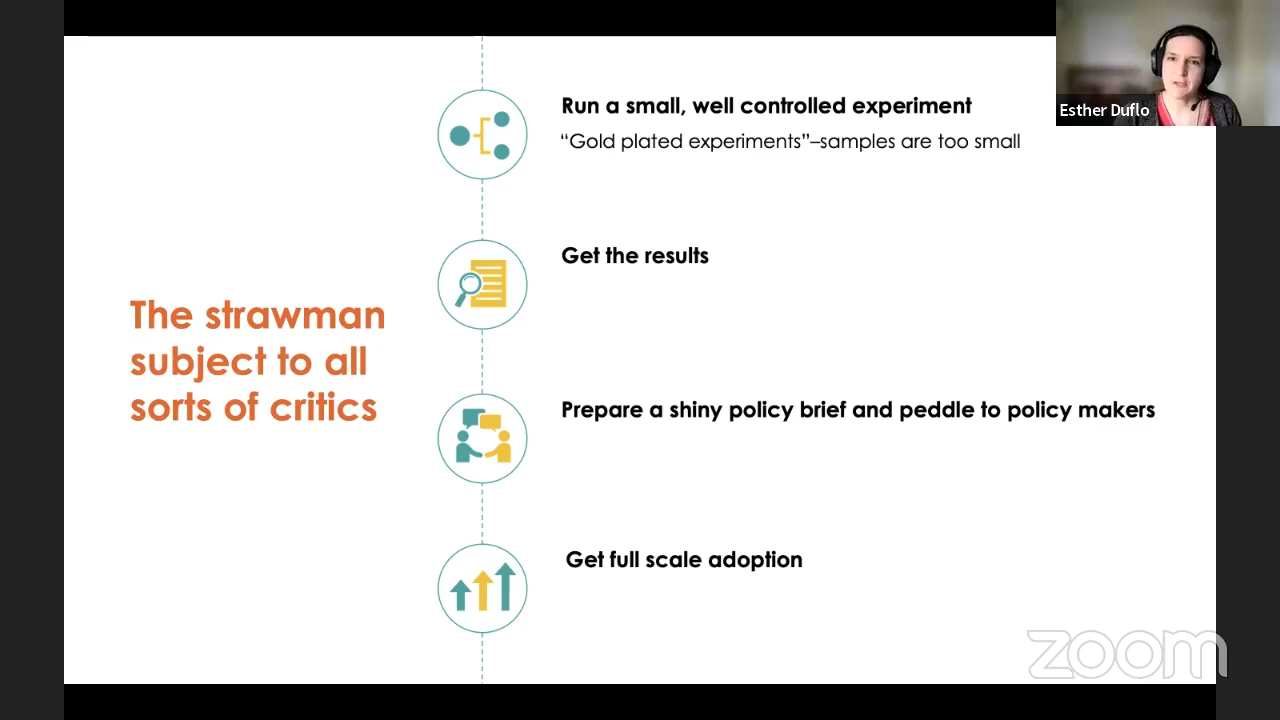 Run a small, well controlled experiment
“Gold plated experiments”–samples are too small
Esther Duflo
Get the results
The strawman
subject to all
sorts of critics
Prepare a shiny policy brief and peddle to policy makers
Get full scale adoption
zoom